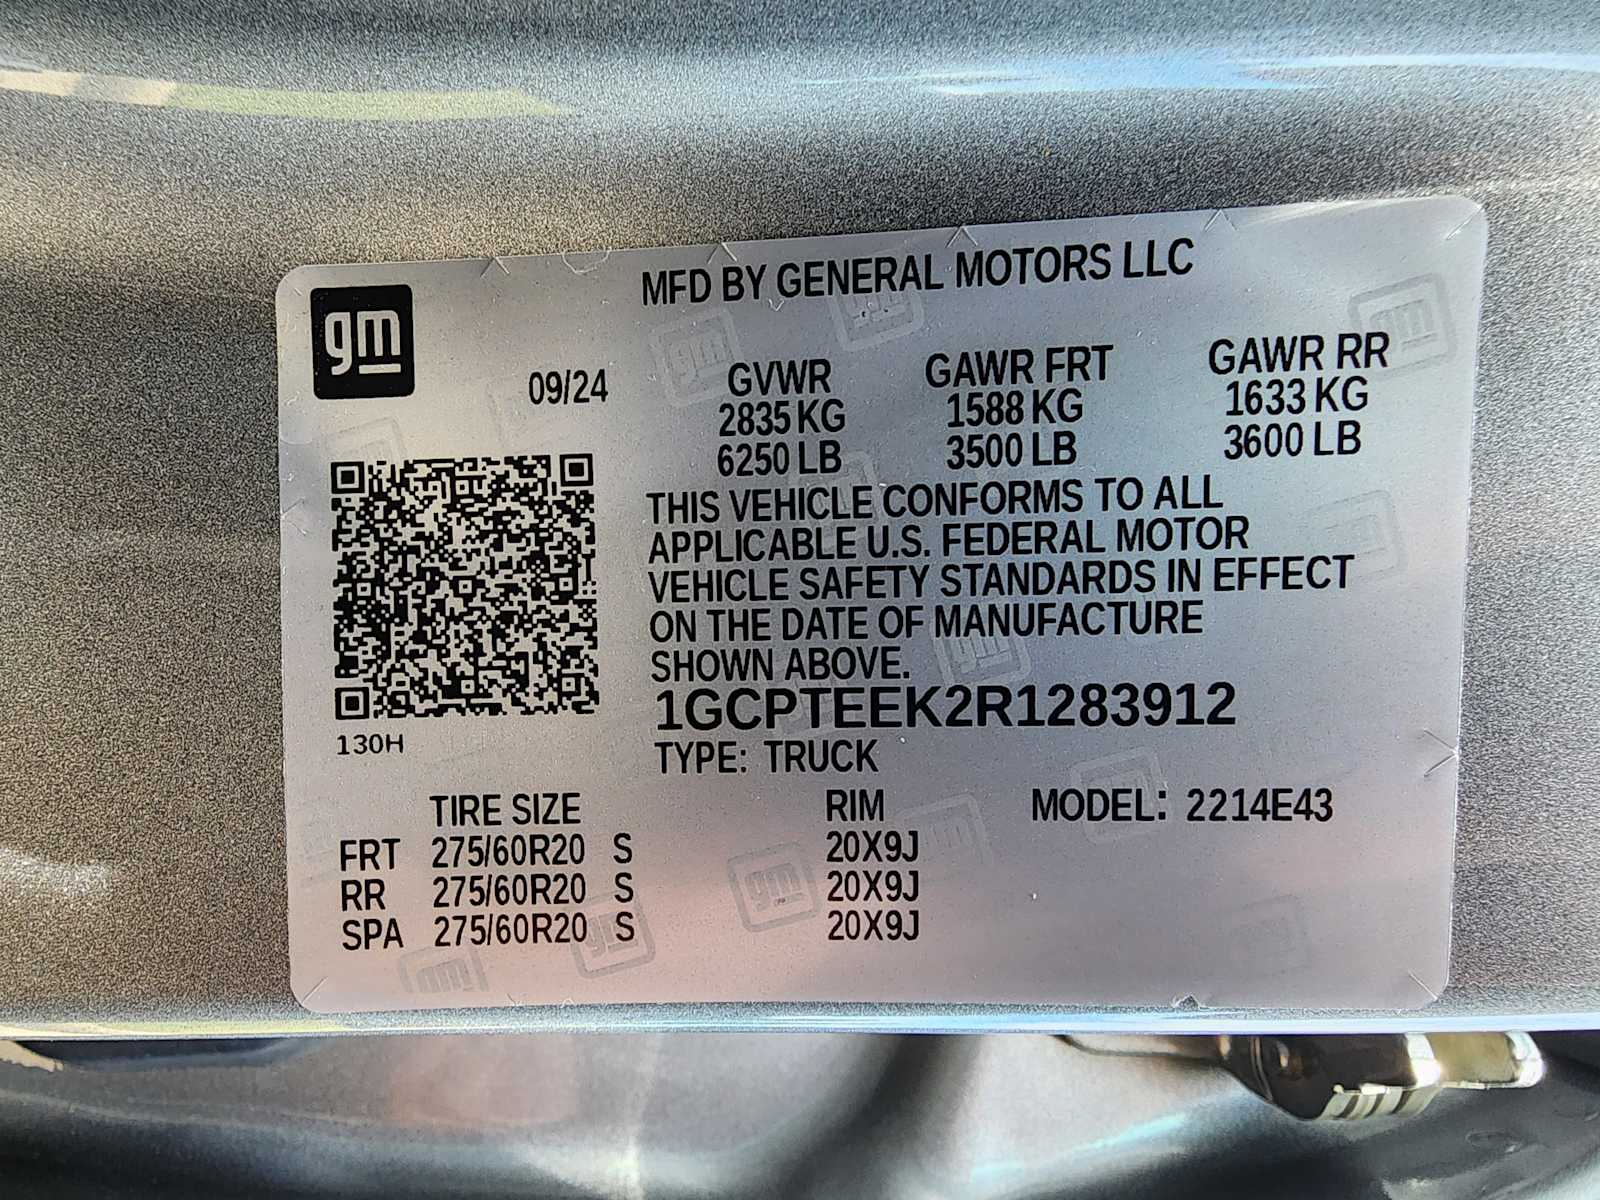 MFD BY GENERAL MOTORS LLC
gm
09/24
GVWR GAWR FRT GAWR RR
2835 KG 1588 KG 1633 KG
6250 LB 3500 LB 3600 LB
THIS VEHICLE CONFORMS TO ALL
APPLICABLE U.S. FEDERAL MOTOR
VEHICLE SAFETY STANDARDS IN EFFECT
ON THE DATE OF MANUFACTURE
SHOWN ABOVE.
1GCPTEEK2R1283912
130H
TYPE: TRUCK
TIRE SIZE RIM MODEL: 2214E43
FRT 275/60R20 S 20X9J
RR 275/60R20 S 20X9J
SPA 275/60R20 S 20X9J